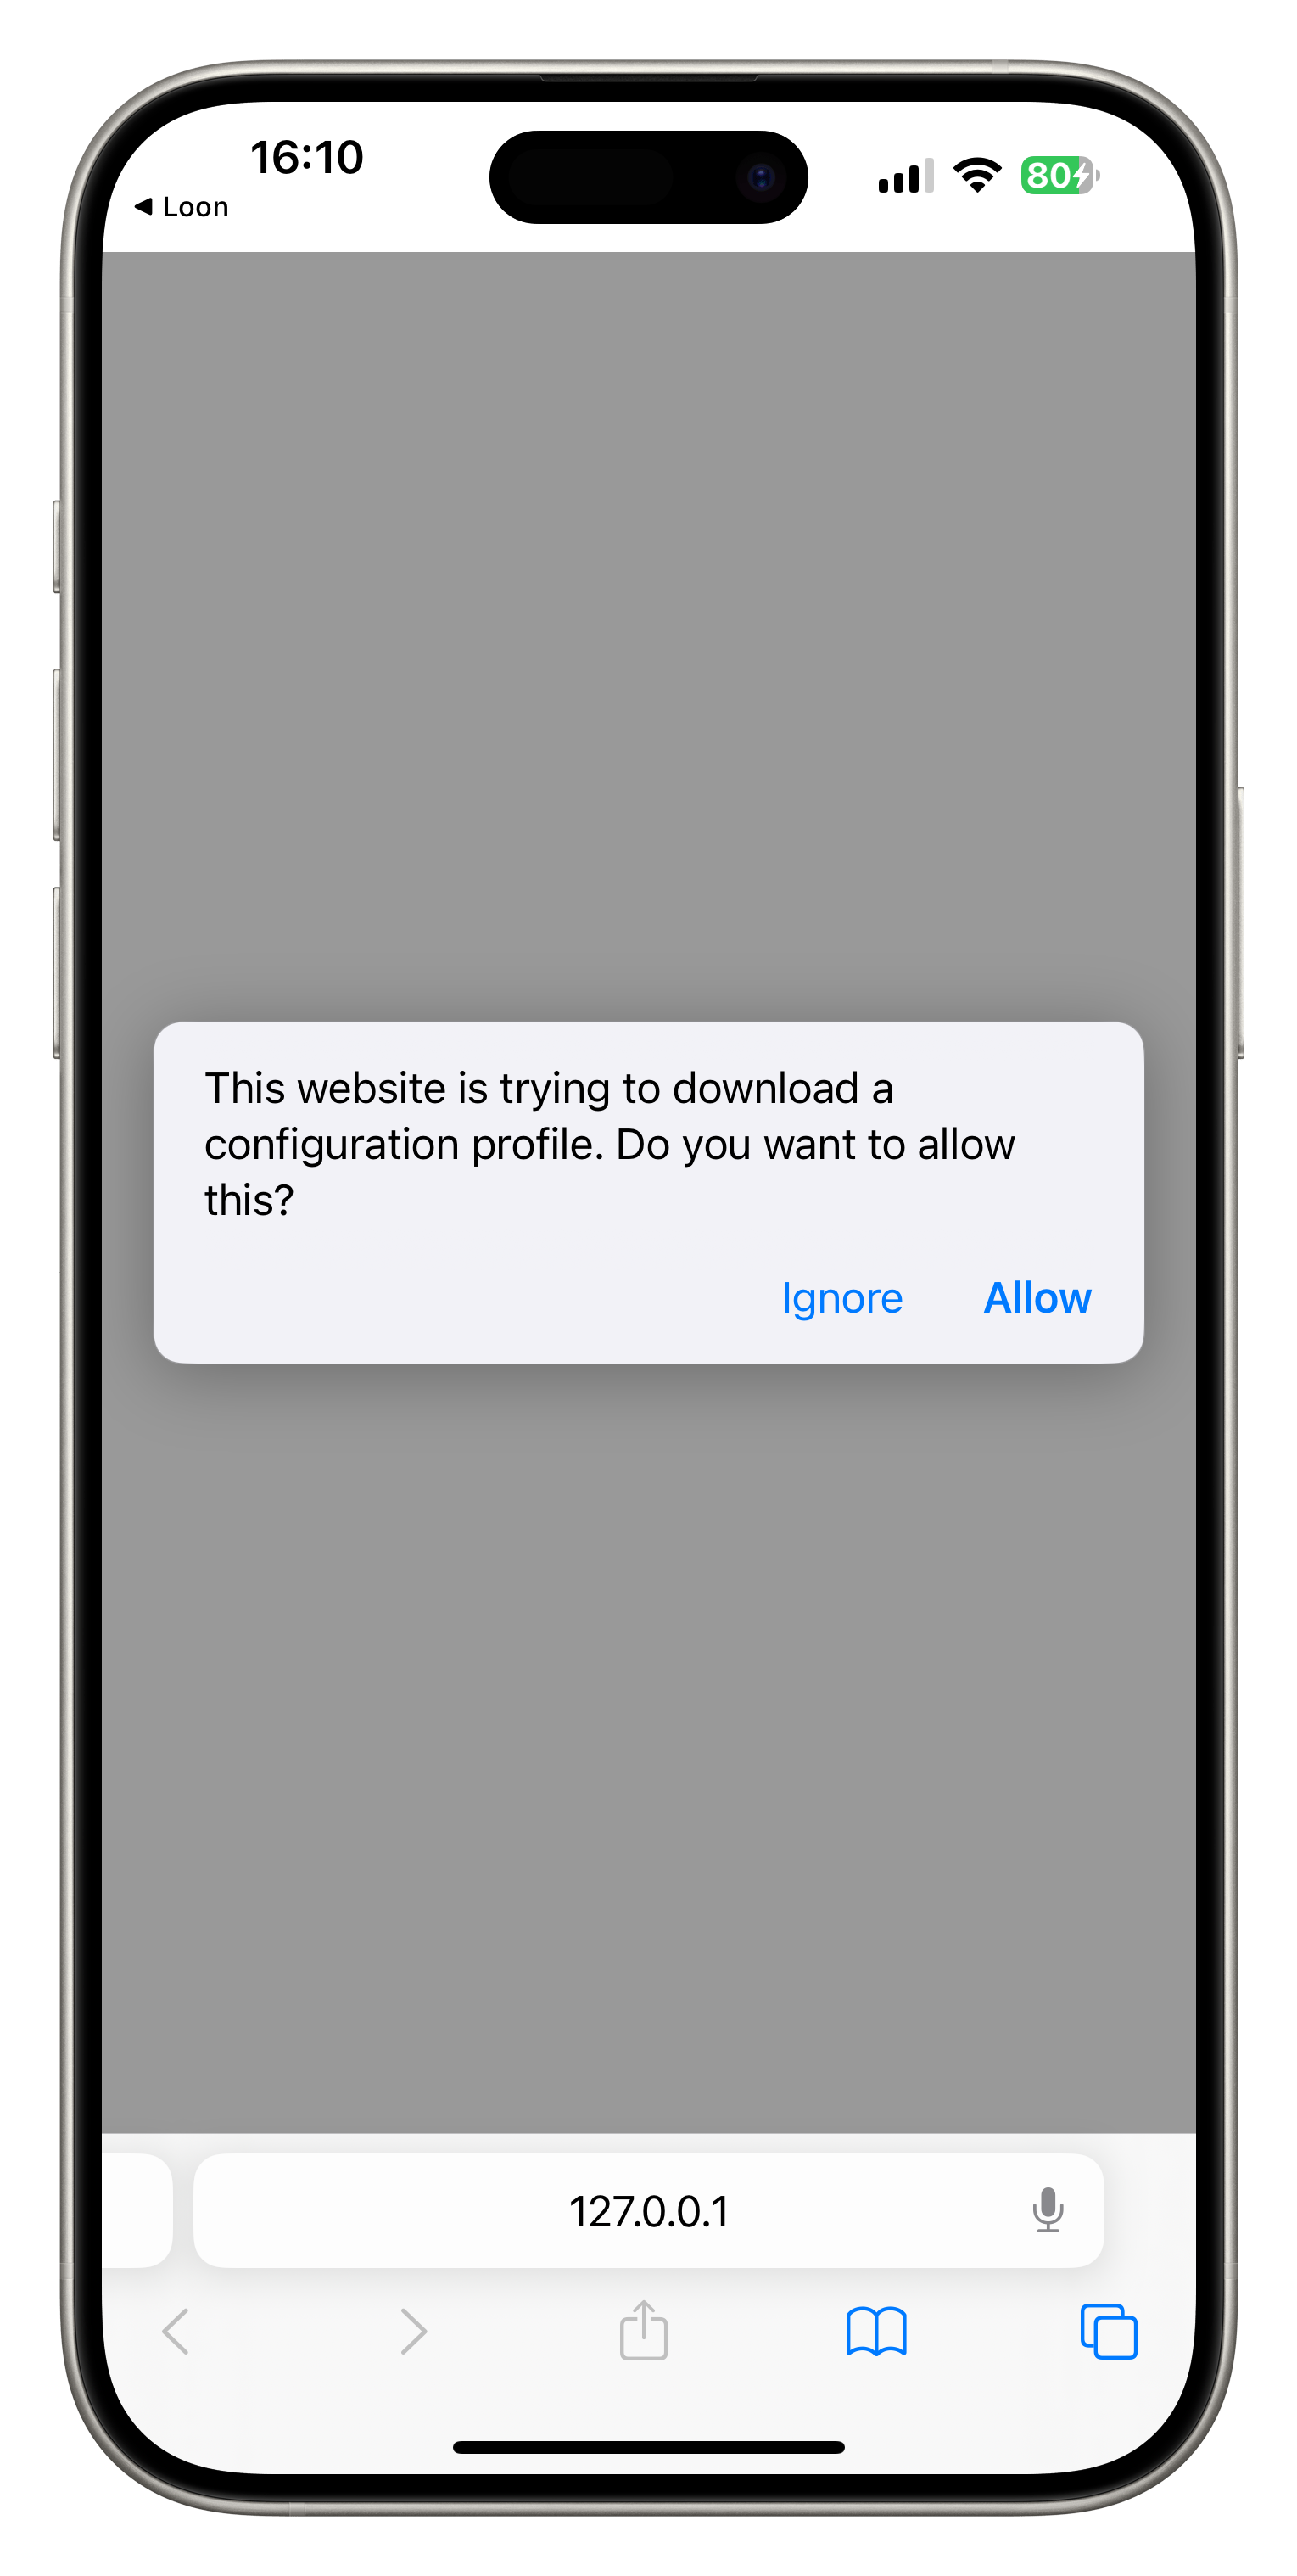 16:10
80
◀ Loon
This website is trying to download a
configuration profile. Do you want to allow
this?
Ignore Allow
127.0.0.1